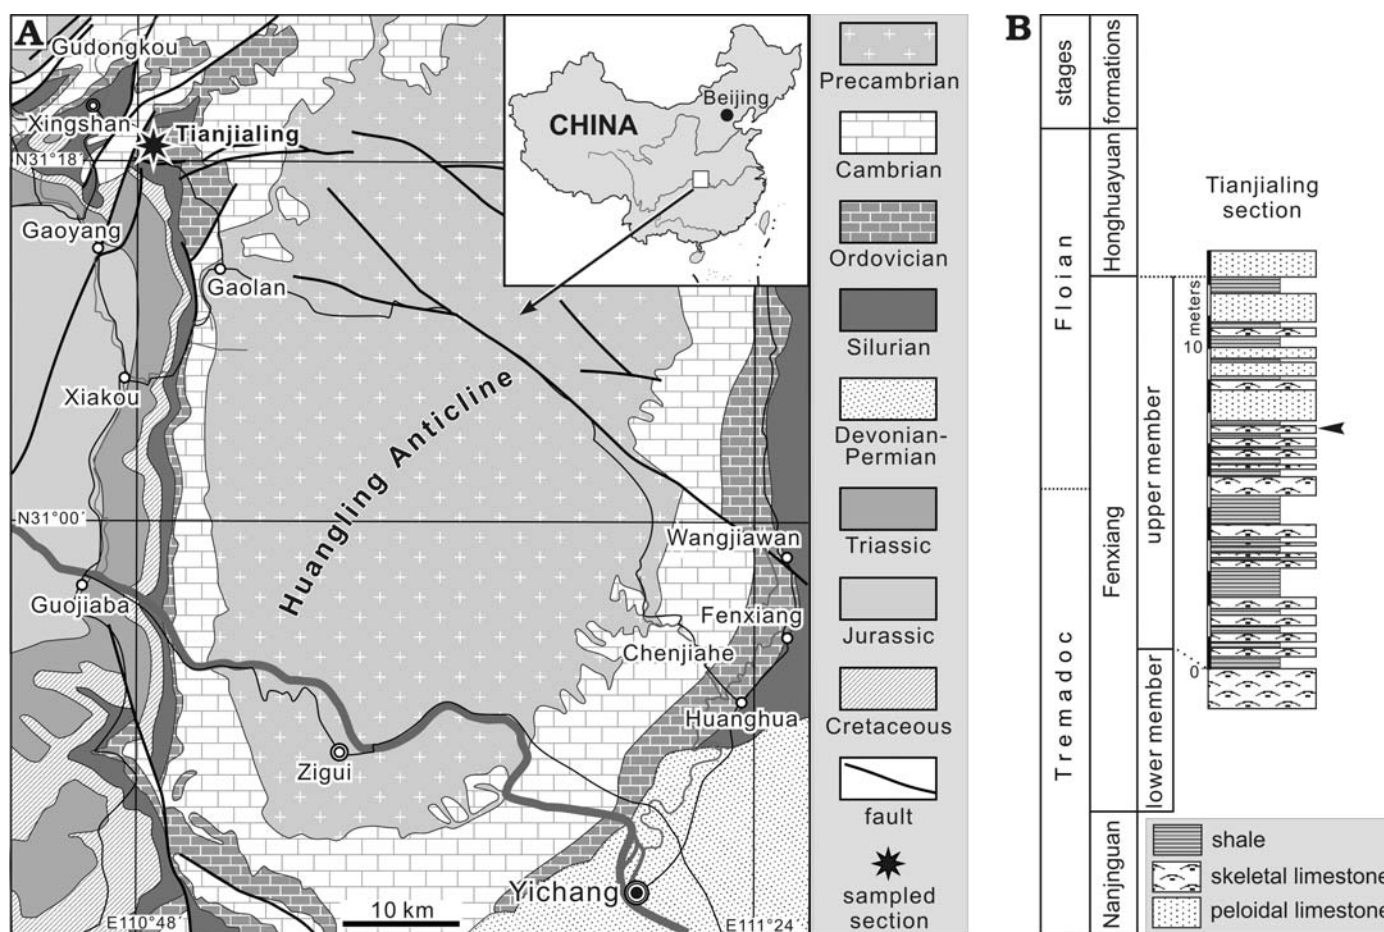 A
Gudongkou
Xingshan
Tianjialing
N31°18´
Gaoyang
Gaolan
Xiakou
Huangling Anticline
N31°00´
Guojiaba
Wangjiawan
Fenxiang
Chenjiahe
Huanghua
Zigui
Yichang
10 km
E110°48´
E111°24´
CHINA
Beijing
Precambrian
Cambrian
Ordovician
Silurian
Devonian-
Permian
Triassic
Jurassic
Cretaceous
fault
sampled
section
B
stages
formations
Floian
Tremadoc
Honghuayuan
Fenxiang
Nanjnguan
upper member
lower member
Tianjialing
section
meters
10
0
shale
skeletal limestone
peloidal limestone